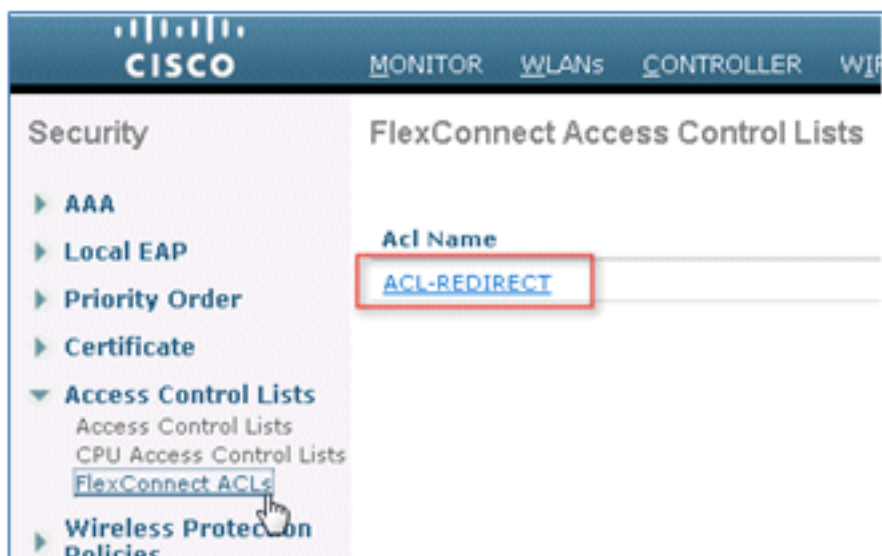 CISCO
MONITOR WLANs CONTROLLER
Security
FlexConnect Access Control Lists
AAA
Local EAP
Priority Order
Certificate
Access Control Lists
Access Control Lists
CPU Access Control Lists
FlexConnect ACLs
Wireless Protection
Policies
Acl Name
ACL-REDIRECT